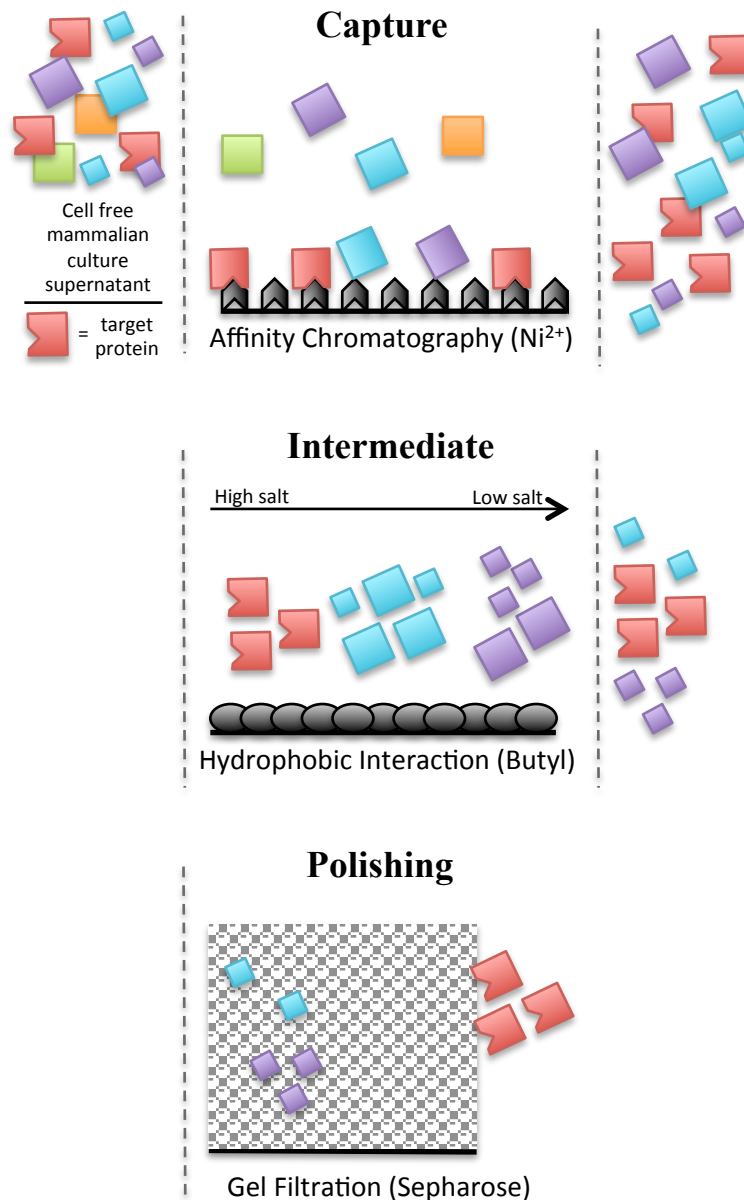 Capture
Cell free
mammalian
culture
supernatant
= target
protein
Affinity Chromatography (Ni²⁺)
Intermediate
High salt
Low salt
Hydrophobic Interaction (Butyl)
Polishing
Gel Filtration (Sepharose)